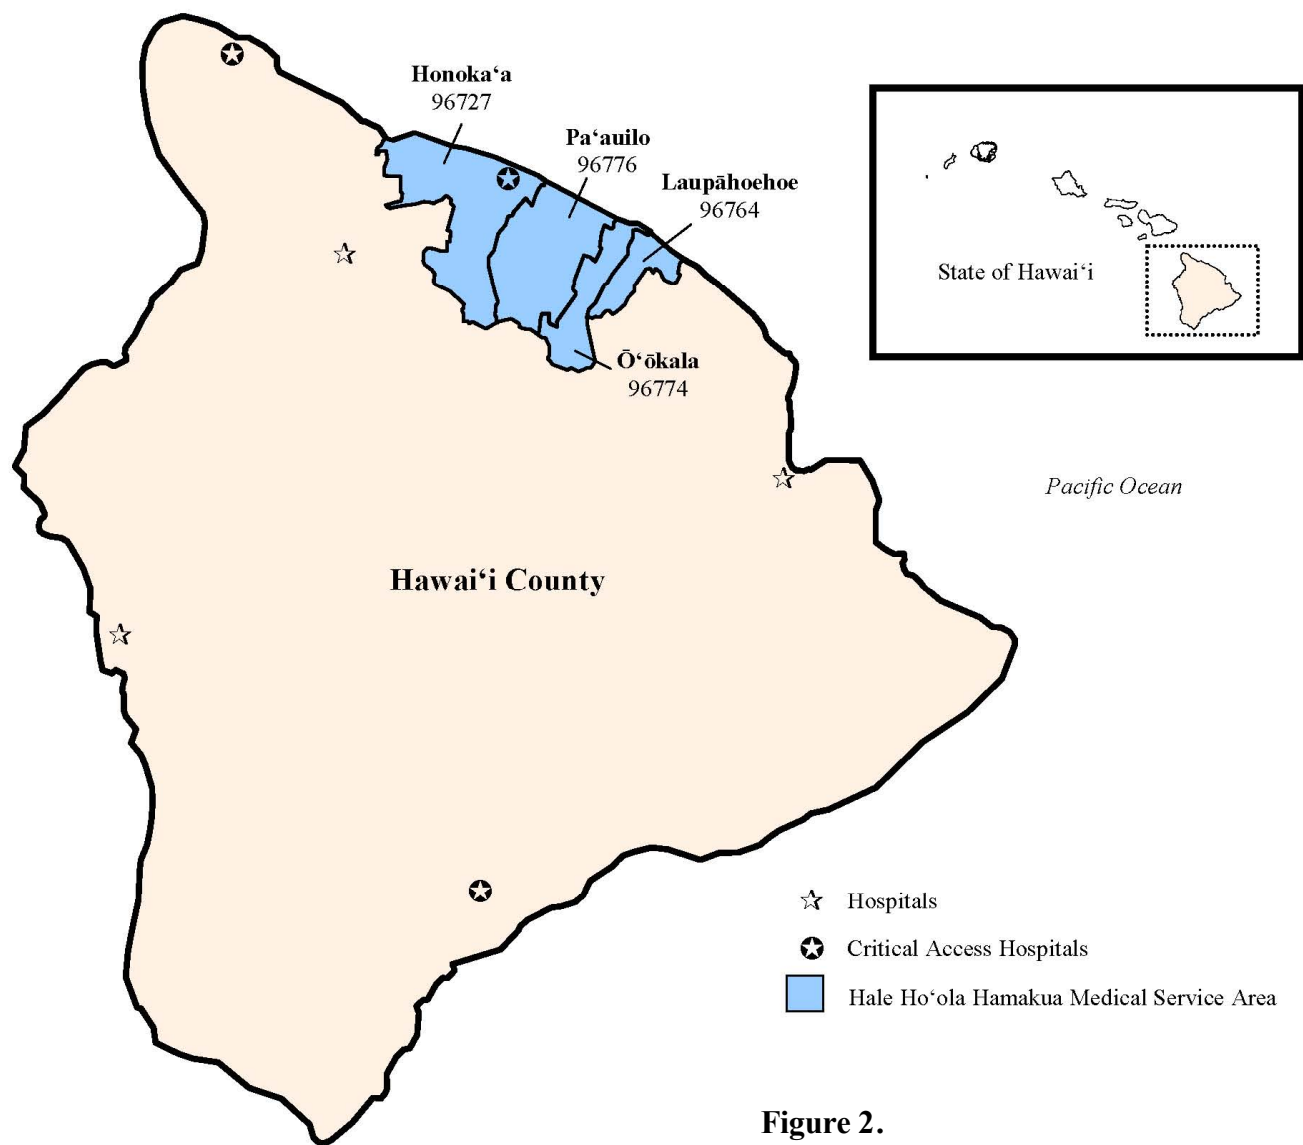 Honoka‘a
96727
Pa‘auilo
96776
Laupāhoehoe
96764
State of Hawai‘i
Ō‘ōkala
96774
Pacific Ocean
Hawai‘i County
Hospitals
Critical Access Hospitals
Hale Ho‘ola Hamakua Medical Service Area
Figure 2.